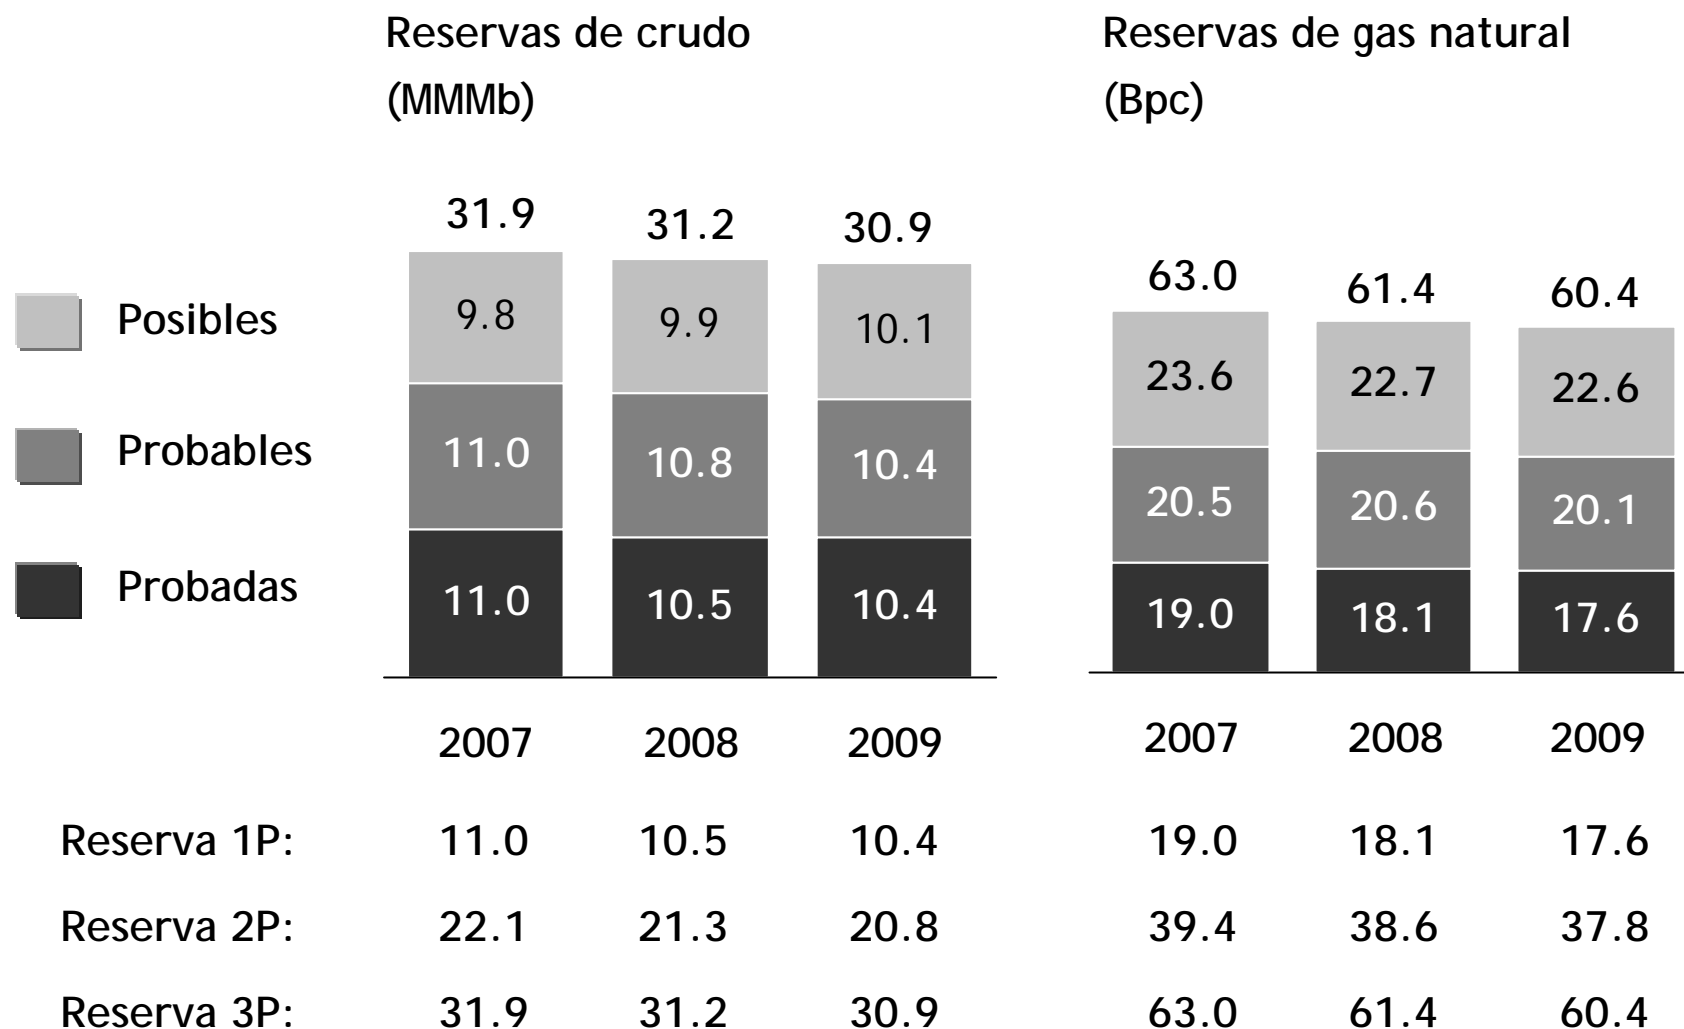 Reservas de crudo
(MMMb)
Reservas de gas natural
(Bpc)
Posibles
Probables
Probadas
31.9 31.2 30.9
9.8 9.9 10.1
11.0 10.8 10.4
11.0 10.5 10.4
2007 2008 2009
63.0 61.4 60.4
23.6 22.7 22.6
20.5 20.6 20.1
19.0 18.1 17.6
2007 2008 2009
Reserva 1P: 11.0 10.5 10.4 19.0 18.1 17.6
Reserva 2P: 22.1 21.3 20.8 39.4 38.6 37.8
Reserva 3P: 31.9 31.2 30.9 63.0 61.4 60.4